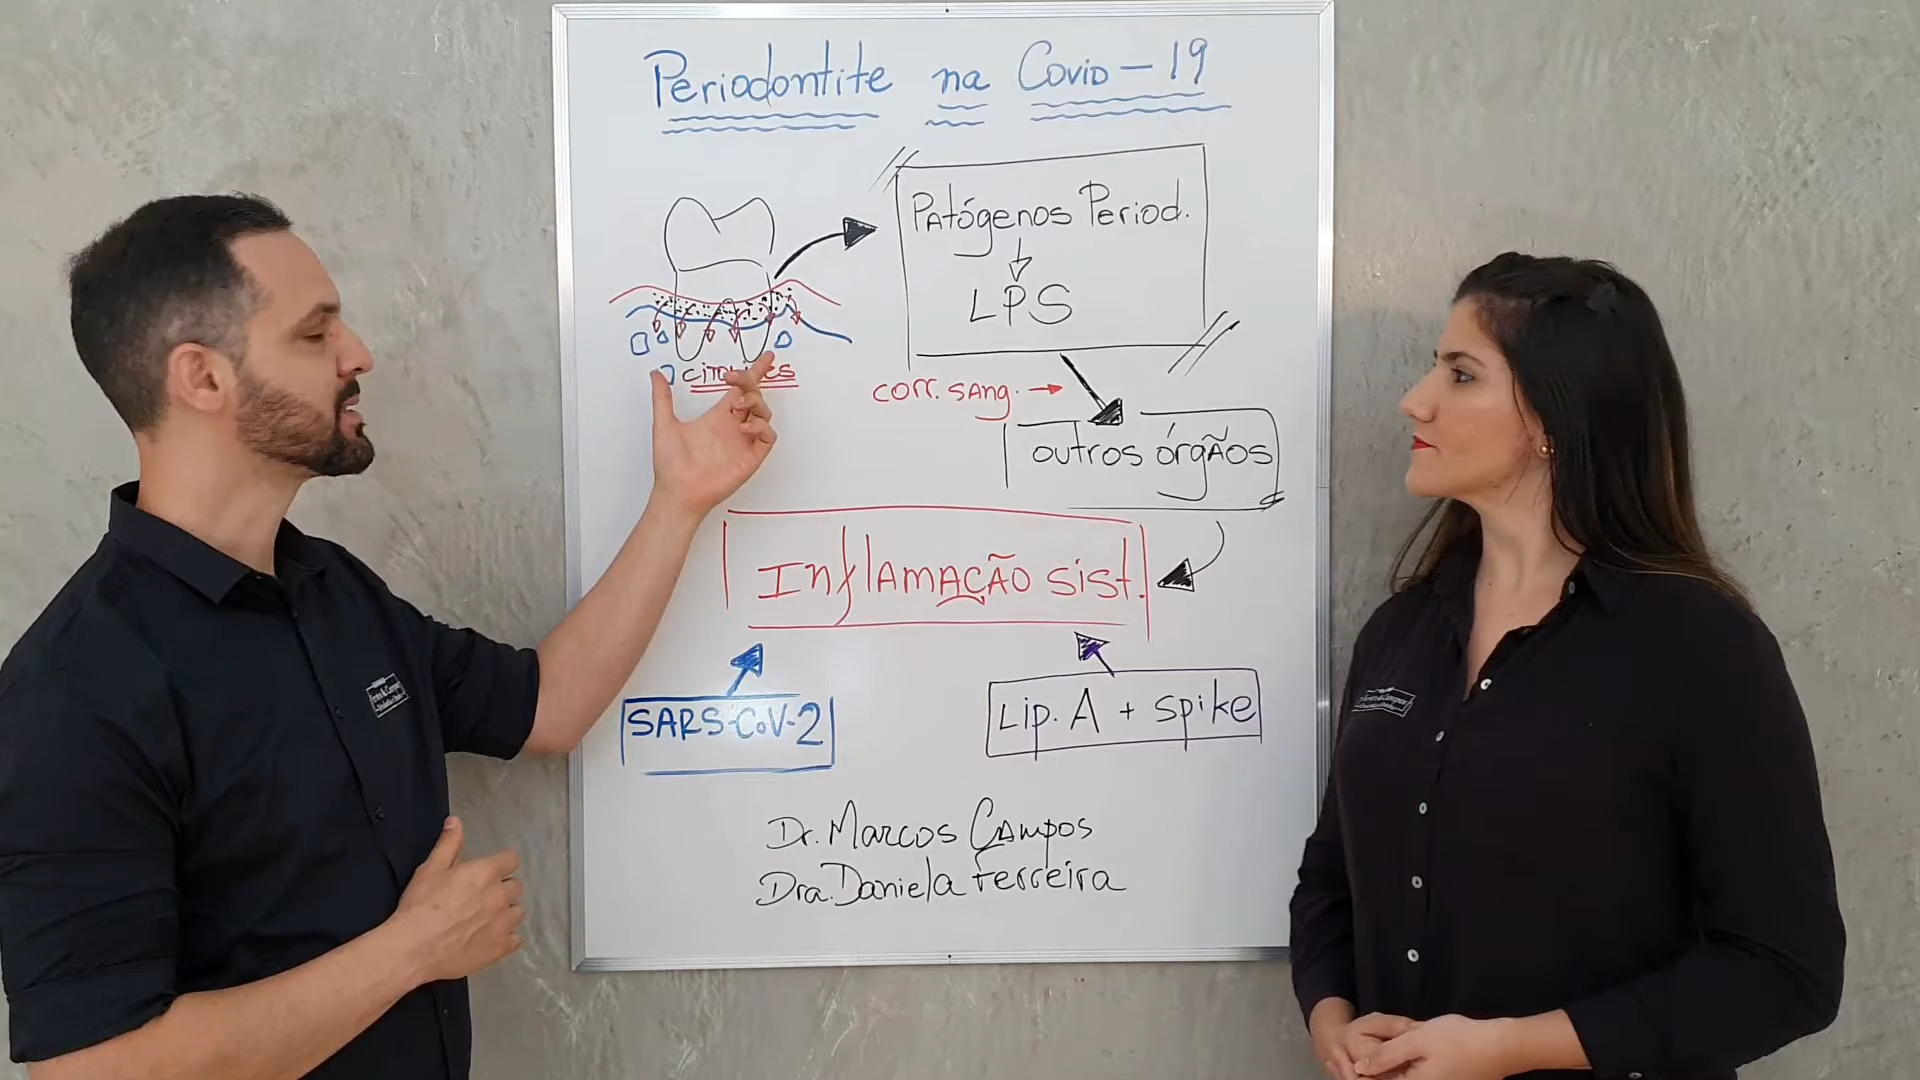 Periodontite na Covid-19
Patógenos Period.
LPS
citocinas
corr. sang.
outros órgãos
Inflamação sist.
SARS-CoV-2
Lip. A + spike
Dr. Marcos Campos
Dra. Daniela Ferreira